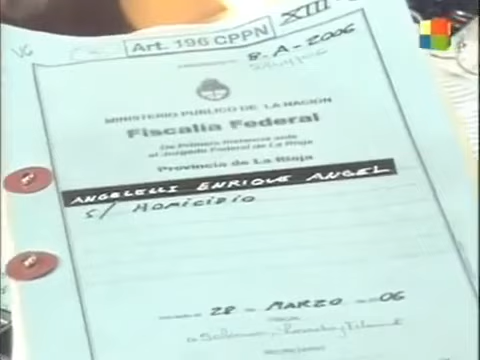 VG
XIII
Art. 196 CPPN
8-A-2006
MINISTERIO PUBLICO DE LA NACION
Fiscalía Federal
De Primera Instancia ante
el Juzgado Federal de La Rioja
Provincia de La Rioja
ANGELELLI ENRIQUE ANGEL
S/ HOMICIDIO
28 - MARZO - 06